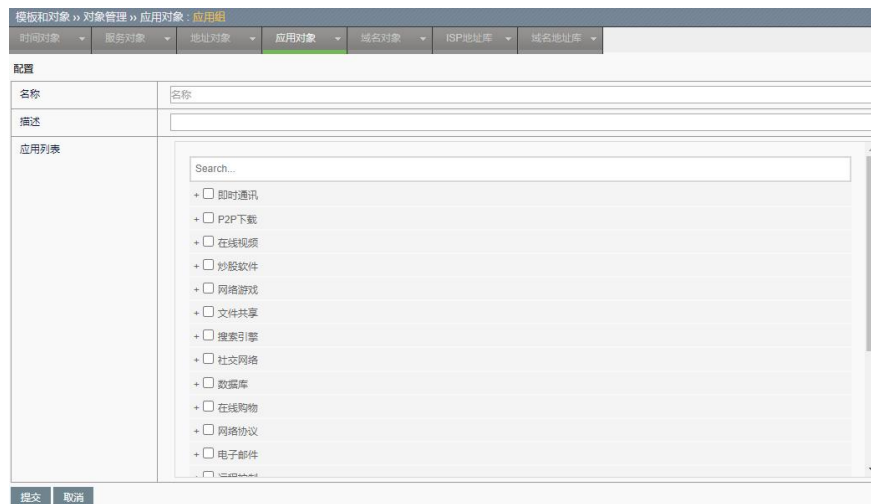 模板和对象 » 对象管理 » 应用对象 : 应用组
时间对象 服务对象 地址对象 应用对象 域名对象 ISP地址库 域名地址库
配置
名称 名称
描述
应用列表
Search...
+ 即时通讯
+ P2P下载
+ 在线视频
+ 炒股软件
+ 网络游戏
+ 文件共享
+ 搜索引擎
+ 社交网络
+ 数据库
+ 在线购物
+ 网络协议
+ 电子邮件
提交 取消